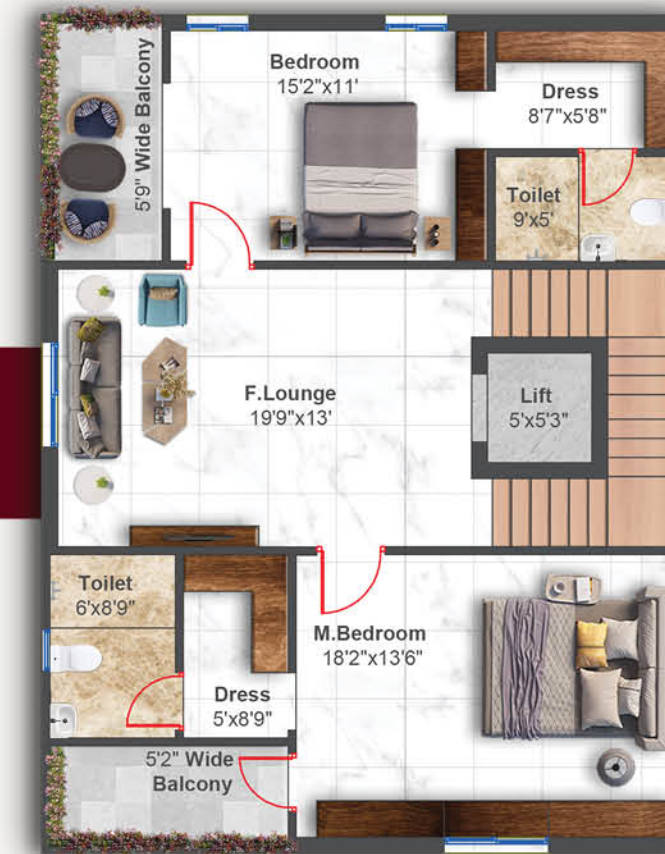 Bedroom
15'2"x11'
Dress
8'7"x5'8"
5'9" Wide Balcony
Toilet
9'x5'
F.Lounge
19'9"x13'
Lift
5'x5'3"
Toilet
6'x8'9"
M.Bedroom
18'2"x13'6"
Dress
5'x8'9"
5'2" Wide
Balcony